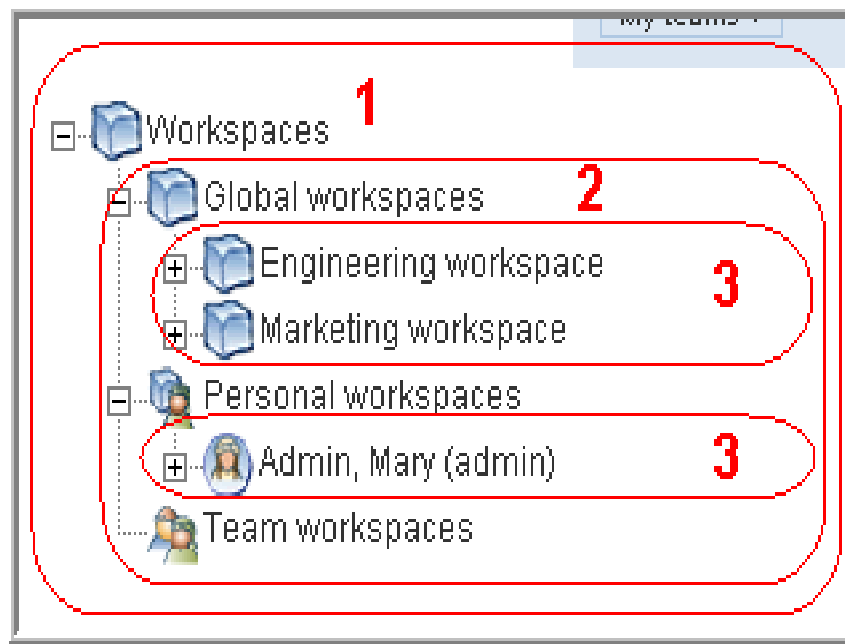 My teams
1
Workspaces
Global workspaces 2
Engineering workspace 3
Marketing workspace
Personal workspaces
Admin, Mary (admin) 3
Team workspaces